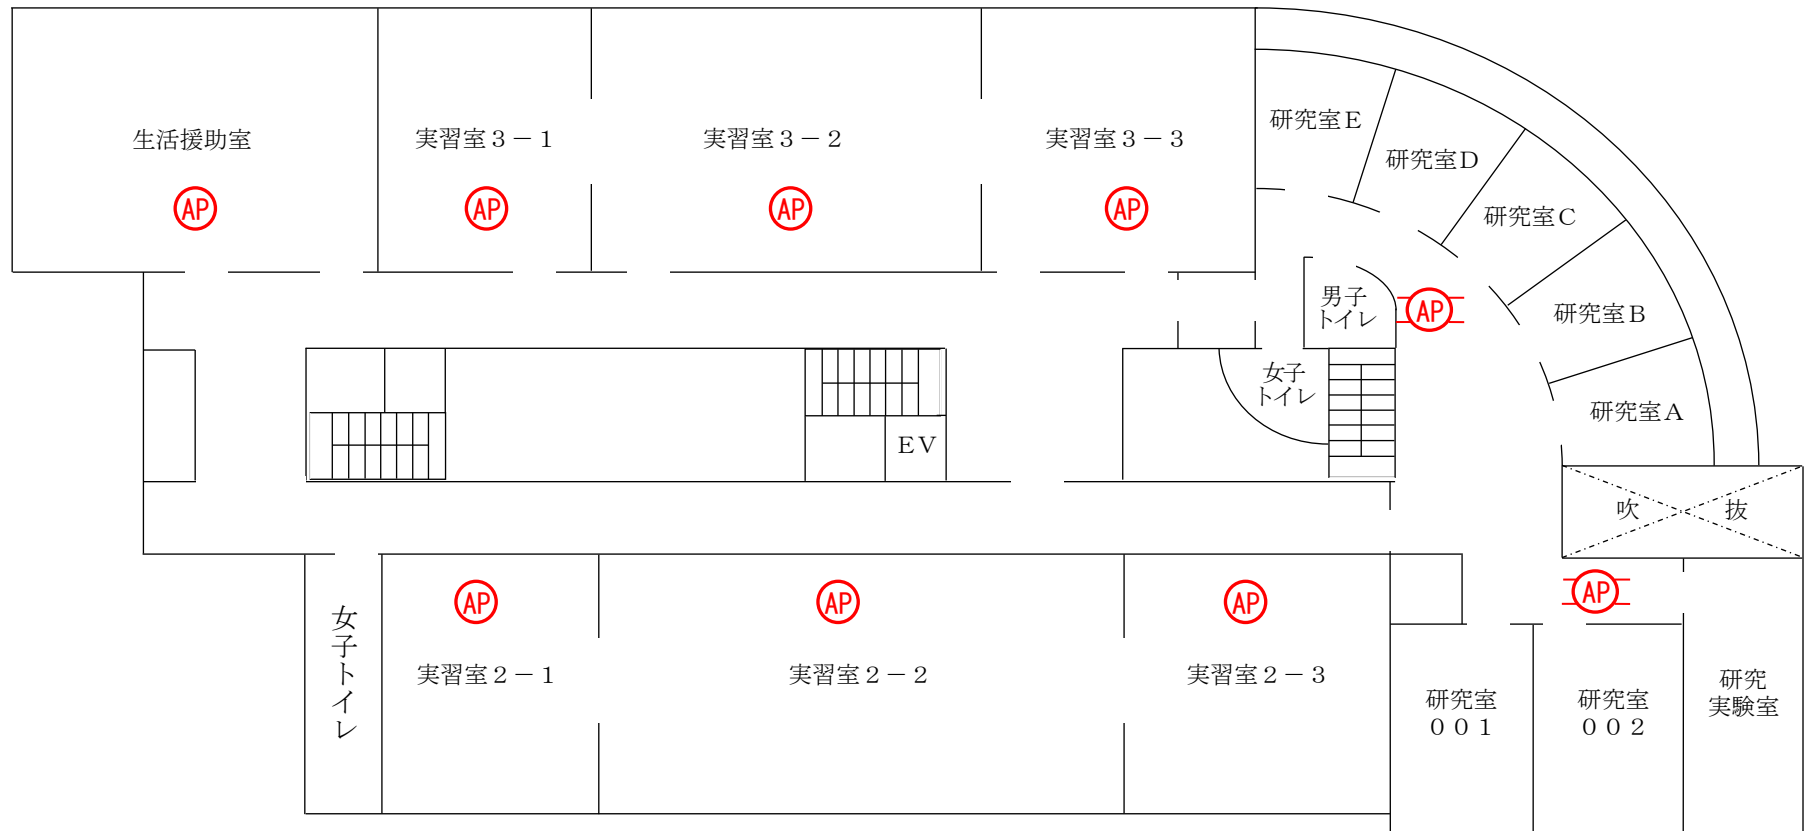 生活援助室
実習室３－１
実習室３－２
実習室３－３
研究室Ｅ
研究室Ｄ
研究室Ｃ
研究室Ｂ
研究室Ａ
AP
AP
AP
AP
男子
トイレ
AP
女子
トイレ
ＥＶ
吹 抜
AP
AP
AP
AP
女子トイレ
実習室２－１
実習室２－２
実習室２－３
研究室
００１
研究室
００２
研究
実験室